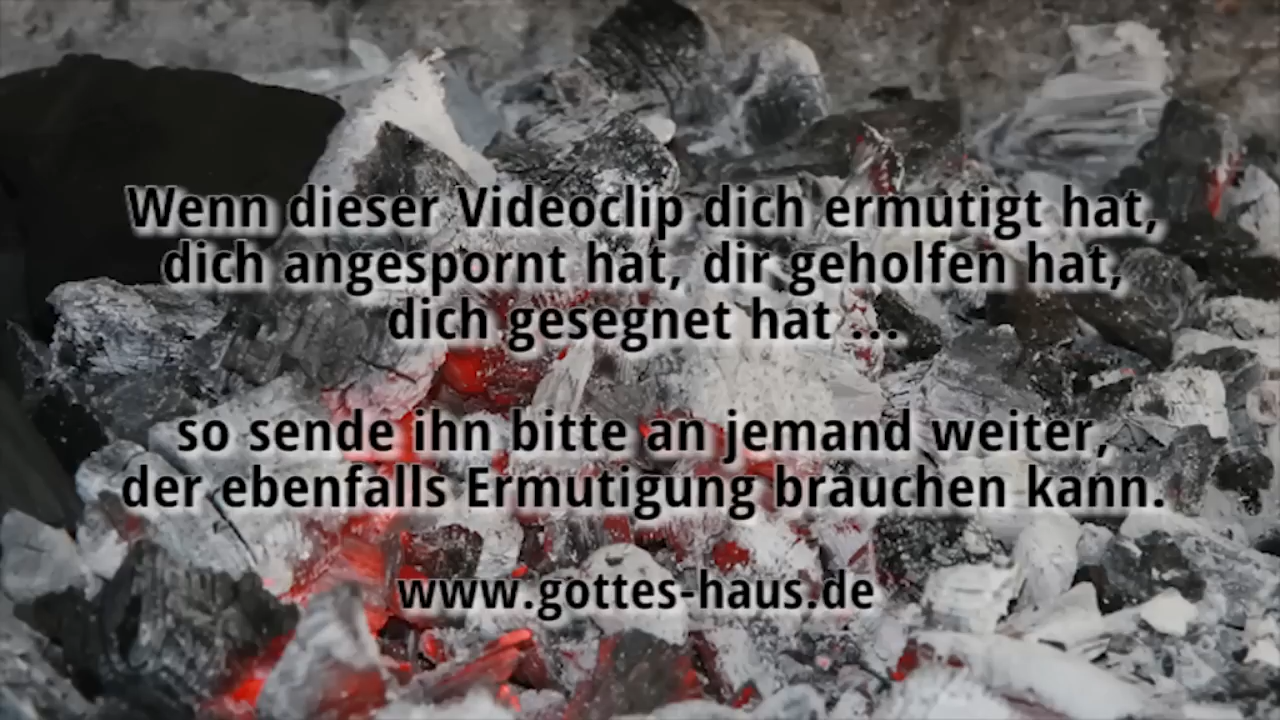 Wenn dieser Videoclip dich ermutigt hat,
dich angespornt hat, dir geholfen hat,
dich gesegnet hat ...
so sende ihn bitte an jemand weiter,
der ebenfalls Ermutigung brauchen kann.
www.gottes-haus.de